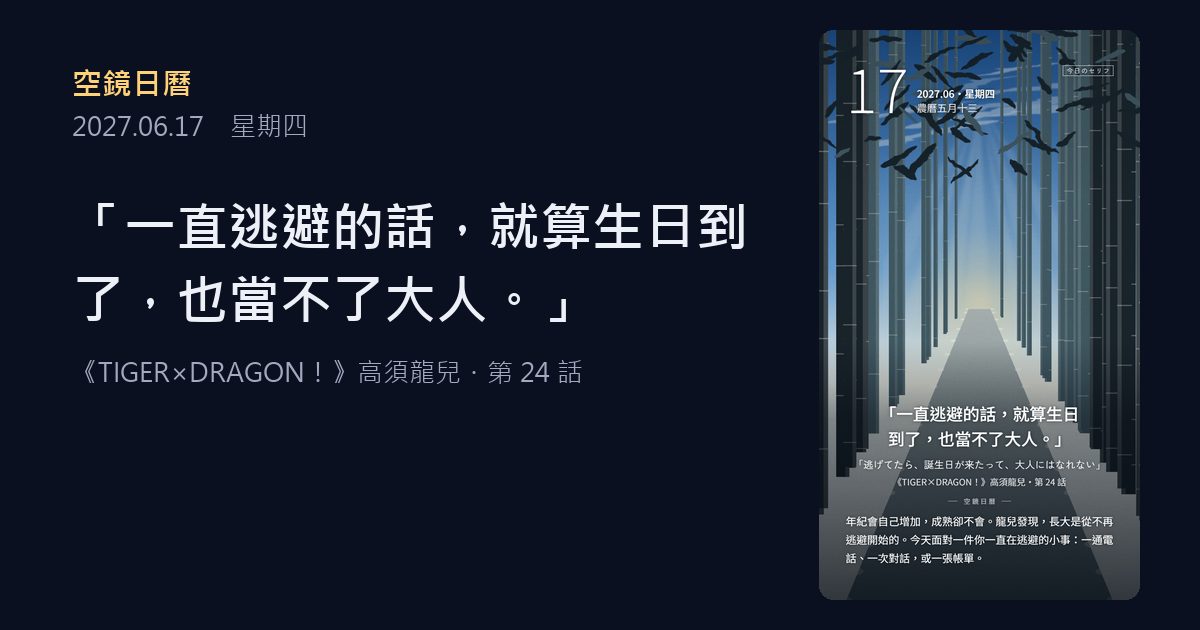 空鏡日曆
2027.06.17 星期四
「一直逃避的話，就算生日到
了，也當不了大人。」
《TIGER×DRAGON！》高須龍兒．第 24 話
17
2027.06・星期四
農曆五月十三
今日のセリフ
「一直逃避的話，就算生日
到了，也當不了大人。」
「逃げてたら、誕生日が来たって、大人にはなれない」
《TIGER×DRAGON！》高須龍兒・第 24 話
— 空鏡日曆 —
年紀會自己增加，成熟卻不會。龍兒發現，長大是從不再
逃避開始的。今天面對一件你一直在逃避的小事：一通電
話、一次對話，或一張帳單。